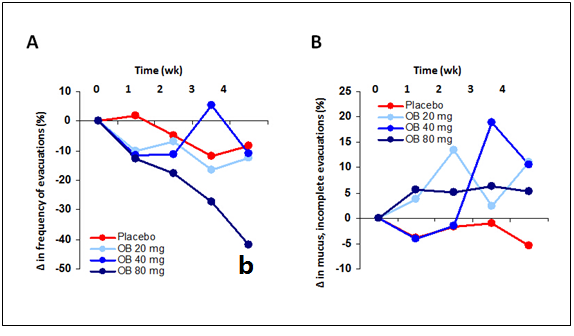 A
Time (wk)
0 1 2 3 4
Δ in frequency of evacuations (%)
10
0
-10
-20
-30
-40
-50
Placebo
OB 20 mg
OB 40 mg
OB 80 mg
b
B
Time (wk)
0 1 2 3 4
Δ in mucus, incomplete evacuations (%)
25
20
15
10
5
0
-5
-10
Placebo
OB 20 mg
OB 40 mg
OB 80 mg